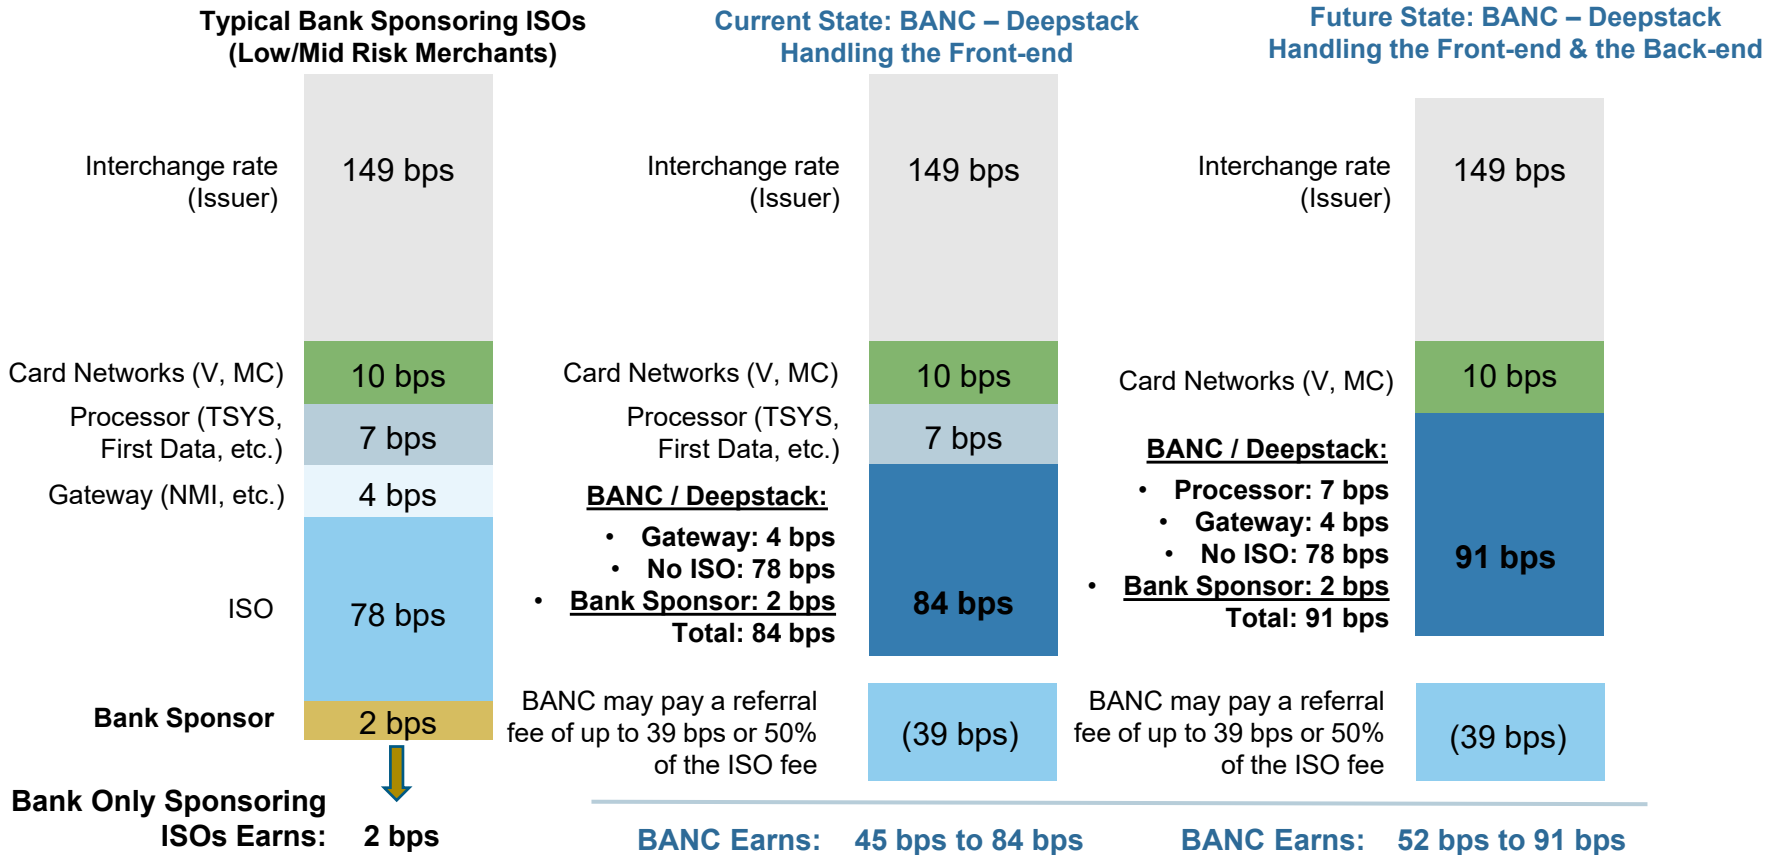 Typical Bank Sponsoring ISOs
(Low/Mid Risk Merchants)
Interchange rate
(Issuer)
149 bps
Card Networks (V, MC)
10 bps
Processor (TSYS,
First Data, etc.)
7 bps
Gateway (NMI, etc.)
4 bps
ISO
78 bps
Bank Sponsor
2 bps
Bank Only Sponsoring
ISOs Earns:
2 bps
Current State: BANC – Deepstack
Handling the Front-end
Interchange rate
(Issuer)
149 bps
Card Networks (V, MC)
10 bps
Processor (TSYS,
First Data, etc.)
7 bps
BANC / Deepstack:
• Gateway: 4 bps
• No ISO: 78 bps
• Bank Sponsor: 2 bps
Total: 84 bps
84 bps
BANC may pay a referral
fee of up to 39 bps or 50%
of the ISO fee
(39 bps)
BANC Earns: 45 bps to 84 bps
Future State: BANC – Deepstack
Handling the Front-end & the Back-end
Interchange rate
(Issuer)
149 bps
Card Networks (V, MC)
10 bps
BANC / Deepstack:
• Processor: 7 bps
• Gateway: 4 bps
• No ISO: 78 bps
• Bank Sponsor: 2 bps
Total: 91 bps
91 bps
BANC may pay a referral
fee of up to 39 bps or 50%
of the ISO fee
(39 bps)
BANC Earns: 52 bps to 91 bps